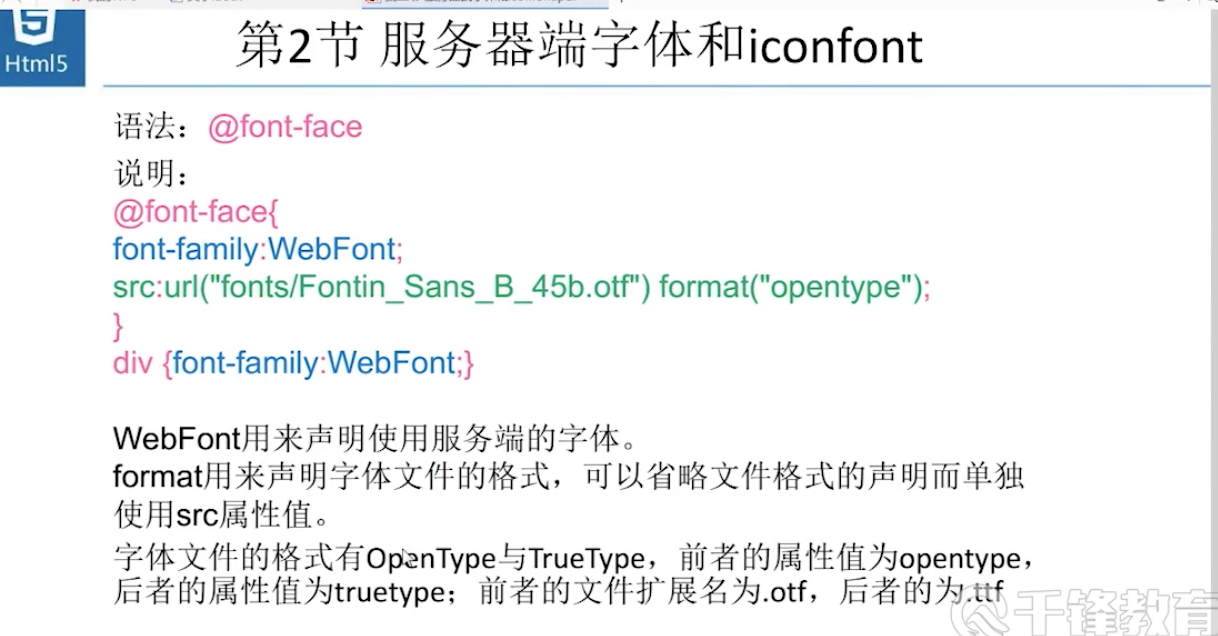 Html5
第2节 服务器端字体和iconfont
语法：@font-face
说明：
@font-face{
font-family:WebFont;
src:url("fonts/Fontin_Sans_B_45b.otf") format("opentype");
}
div {font-family:WebFont;}
WebFont用来声明使用服务端的字体。
format用来声明字体文件的格式，可以省略文件格式的声明而单独
使用src属性值。
字体文件的格式有OpenType与TrueType，前者的属性值为opentype，
后者的属性值为truetype；前者的文件扩展名为.otf，后者的为.ttf
千锋教育